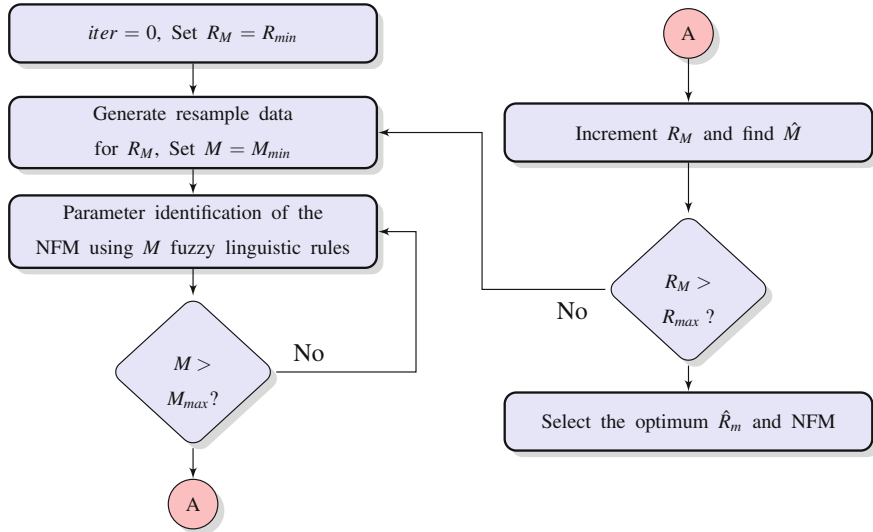 iter = 0, Set R_M = R_min
Generate resample data
for R_M, Set M = M_min
Parameter identification of the
NFM using M fuzzy linguistic rules
M >
M_max?
No
A
A
Increment R_M and find M̂
R_M >
R_max ?
No
Select the optimum R̂_m and NFM